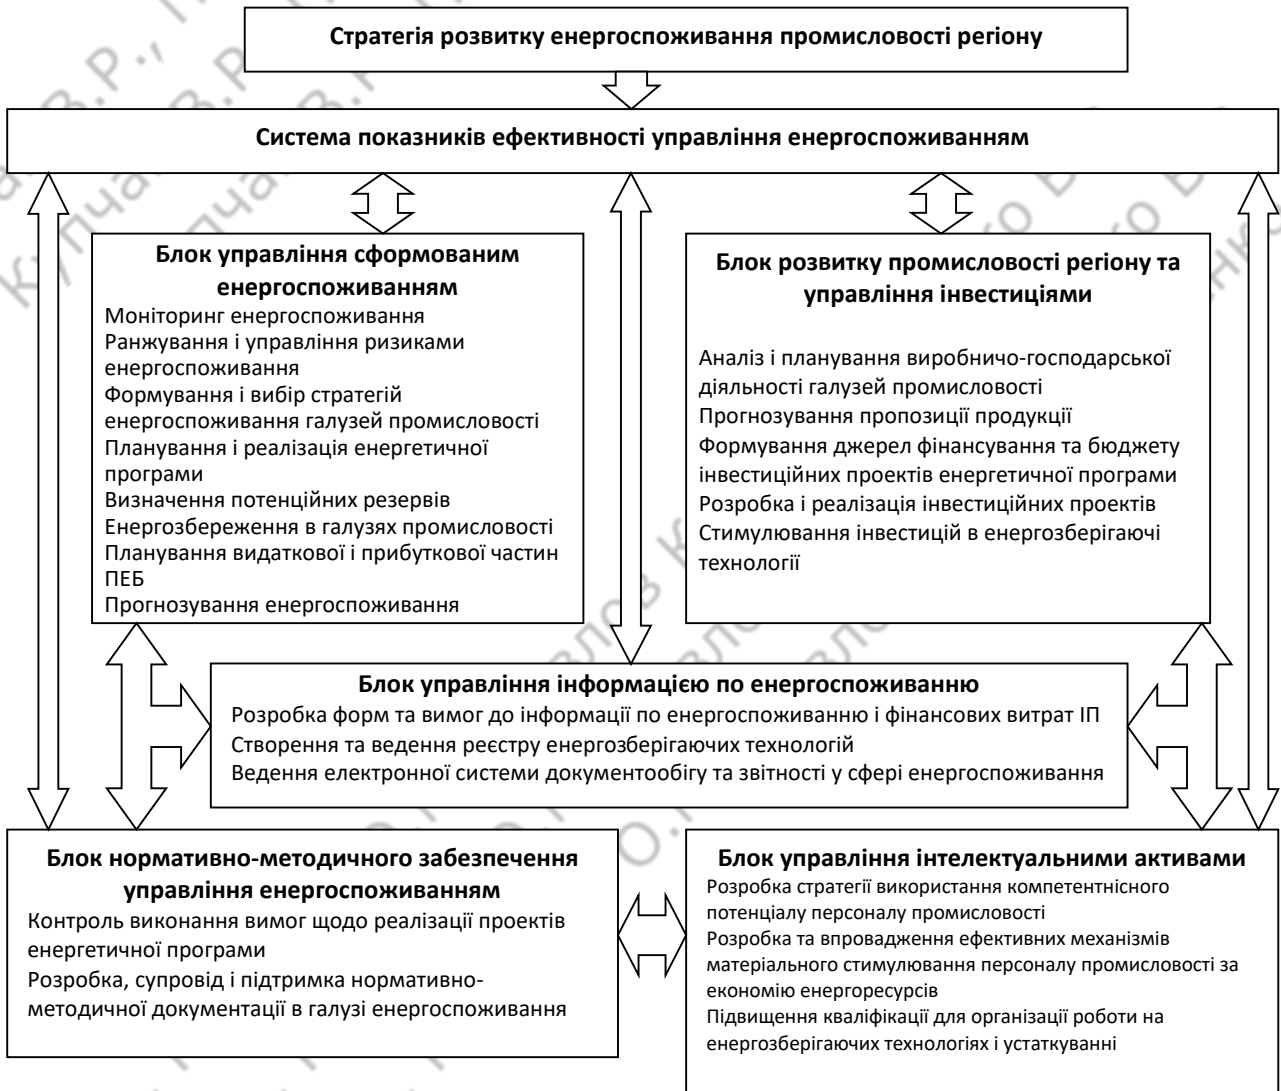 Стратегія розвитку енергоспоживання промисловості регіону
Система показників ефективності управління енергоспоживанням
Блок управління сформованим
енергоспоживанням
Моніторинг енергоспоживання
Ранжування і управління ризиками
енергоспоживання
Формування і вибір стратегій
енергоспоживання галузей промисловості
Планування і реалізація енергетичної
програми
Визначення потенційних резервів
Енергозбереження в галузях промисловості
Планування видаткової і прибуткової частин
ПЕБ
Прогнозування енергоспоживання
Блок розвитку промисловості регіону та
управління інвестиціями
Аналіз і планування виробничо-господарської
діяльності галузей промисловості
Прогнозування пропозиції продукції
Формування джерел фінансування та бюджету
інвестиційних проектів енергетичної програми
Розробка і реалізація інвестиційних проектів
Стимулювання інвестицій в енергозберігаючі
технології
Блок управління інформацією по енергоспоживанню
Розробка форм та вимог до інформації по енергоспоживанню і фінансових витрат ІП
Створення та ведення реєстру енергозберігаючих технологій
Ведення електронної системи документообігу та звітності у сфері енергоспоживання
Блок нормативно-методичного забезпечення
управління енергоспоживанням
Контроль виконання вимог щодо реалізації проектів
енергетичної програми
Розробка, супровід і підтримка нормативно-
методичної документації в галузі енергоспоживання
Блок управління інтелектуальними активами
Розробка стратегії використання компетентнісного
потенціалу персоналу промисловості
Розробка та впровадження ефективних механізмів
матеріального стимулювання персоналу промисловості за
економію енергоресурсів
Підвищення кваліфікації для організації роботи на
енергозберігаючих технологіях і устаткуванні